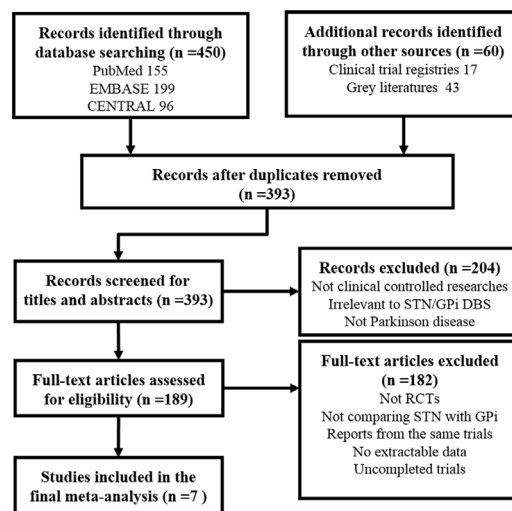 Records identified through
database searching (n =450)
PubMed 155
EMBASE 199
CENTRAL 96
Additional records identified
through other sources (n =60)
Clinical trial registries 17
Grey literatures 43
Records after duplicates removed
(n =393)
Records screened for
titles and abstracts (n =393)
Records excluded (n =204)
Not clinical controlled researches
Irrelevant to STN/GPi DBS
Not Parkinson disease
Full-text articles assessed
for eligibility (n =189)
Full-text articles excluded
(n =182)
Not RCTs
Not comparing STN with GPi
Reports from the same trials
No extractable data
Uncompleted trials
Studies included in the
final meta-analysis (n =7 )